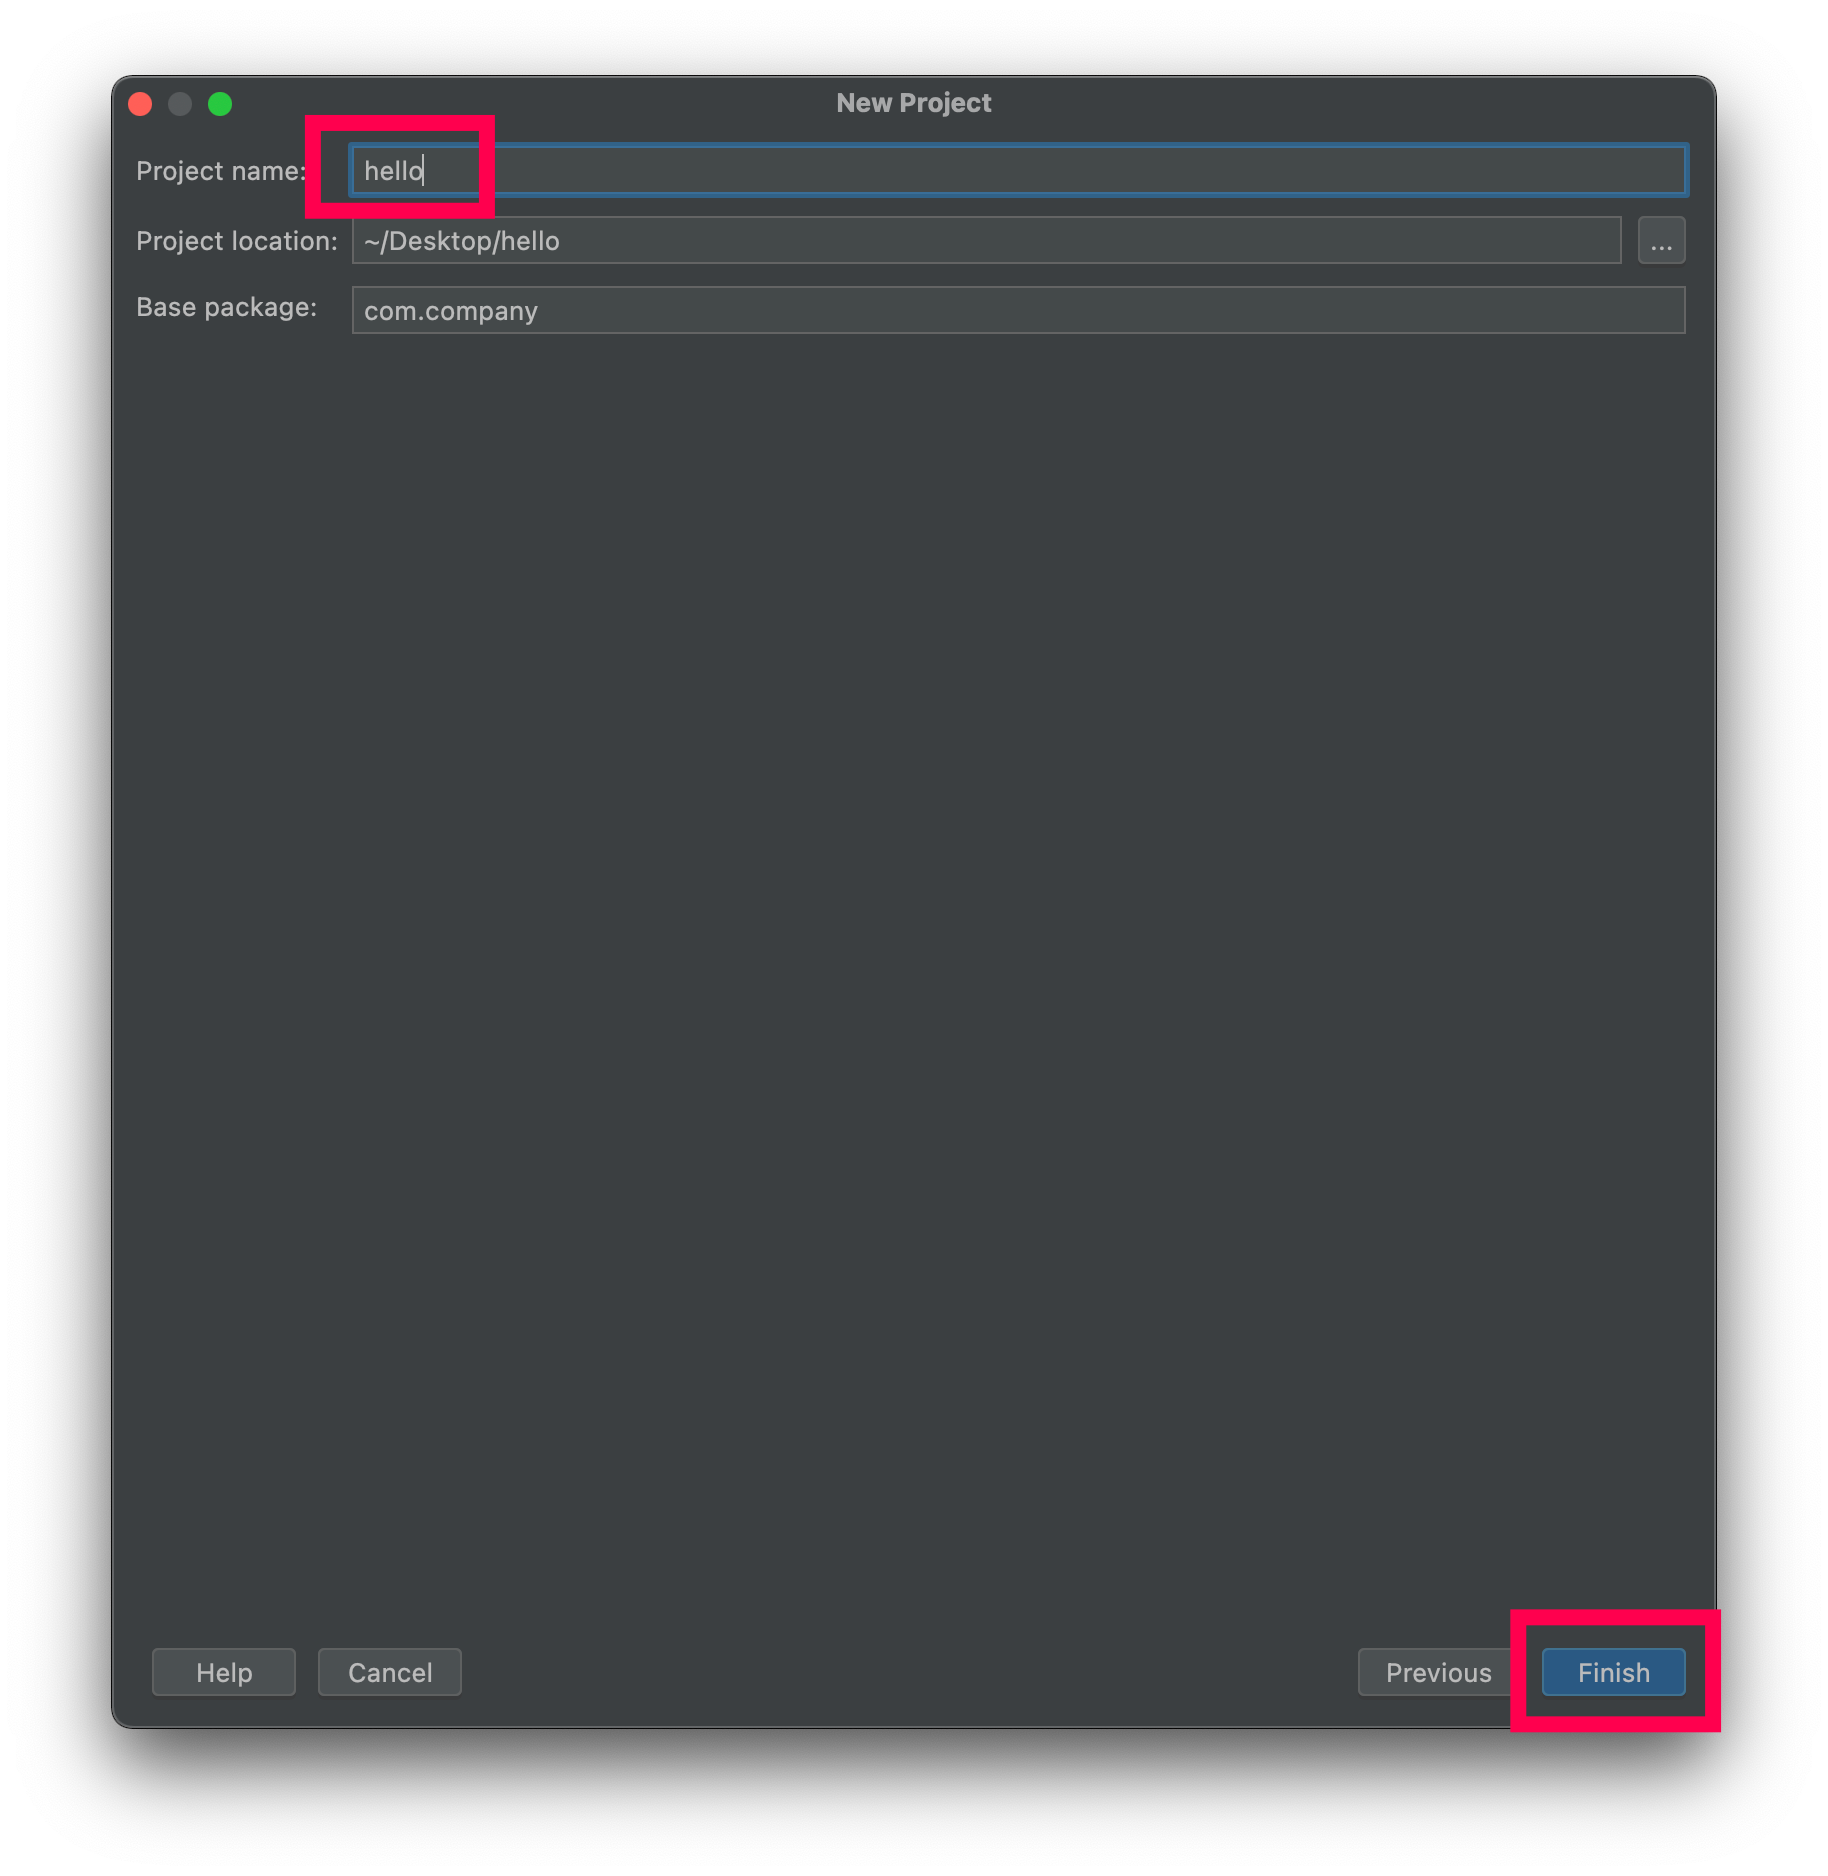 New Project
Project name: hello
Project location: ~/Desktop/hello ...
Base package: com.company
Help Cancel Previous Finish